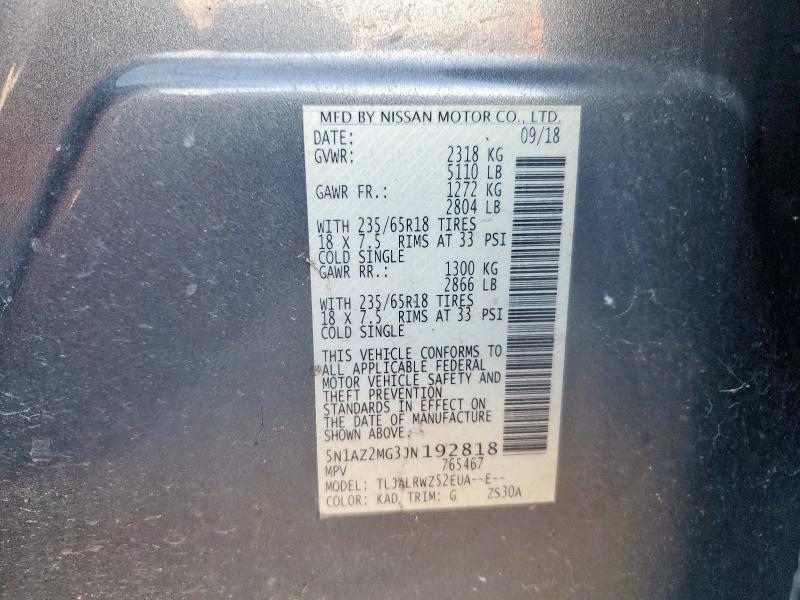 MFD BY NISSAN MOTOR CO., LTD.
DATE: 09/18
GVWR: 2318 KG
5110 LB
GAWR FR.: 1272 KG
2804 LB
WITH 235/65R18 TIRES
18 X 7.5 RIMS AT 33 PSI
COLD SINGLE
GAWR RR.: 1300 KG
2866 LB
WITH 235/65R18 TIRES
18 X 7.5 RIMS AT 33 PSI
COLD SINGLE
THIS VEHICLE CONFORMS TO
ALL APPLICABLE FEDERAL
MOTOR VEHICLE SAFETY AND
THEFT PREVENTION
STANDARDS IN EFFECT ON
THE DATE OF MANUFACTURE
SHOWN ABOVE.
5N1AZ2MG3JN192818
MPV 765467
MODEL: TLJALRWZ52EUA--E--
COLOR: KAD TRIM: G ZS30A